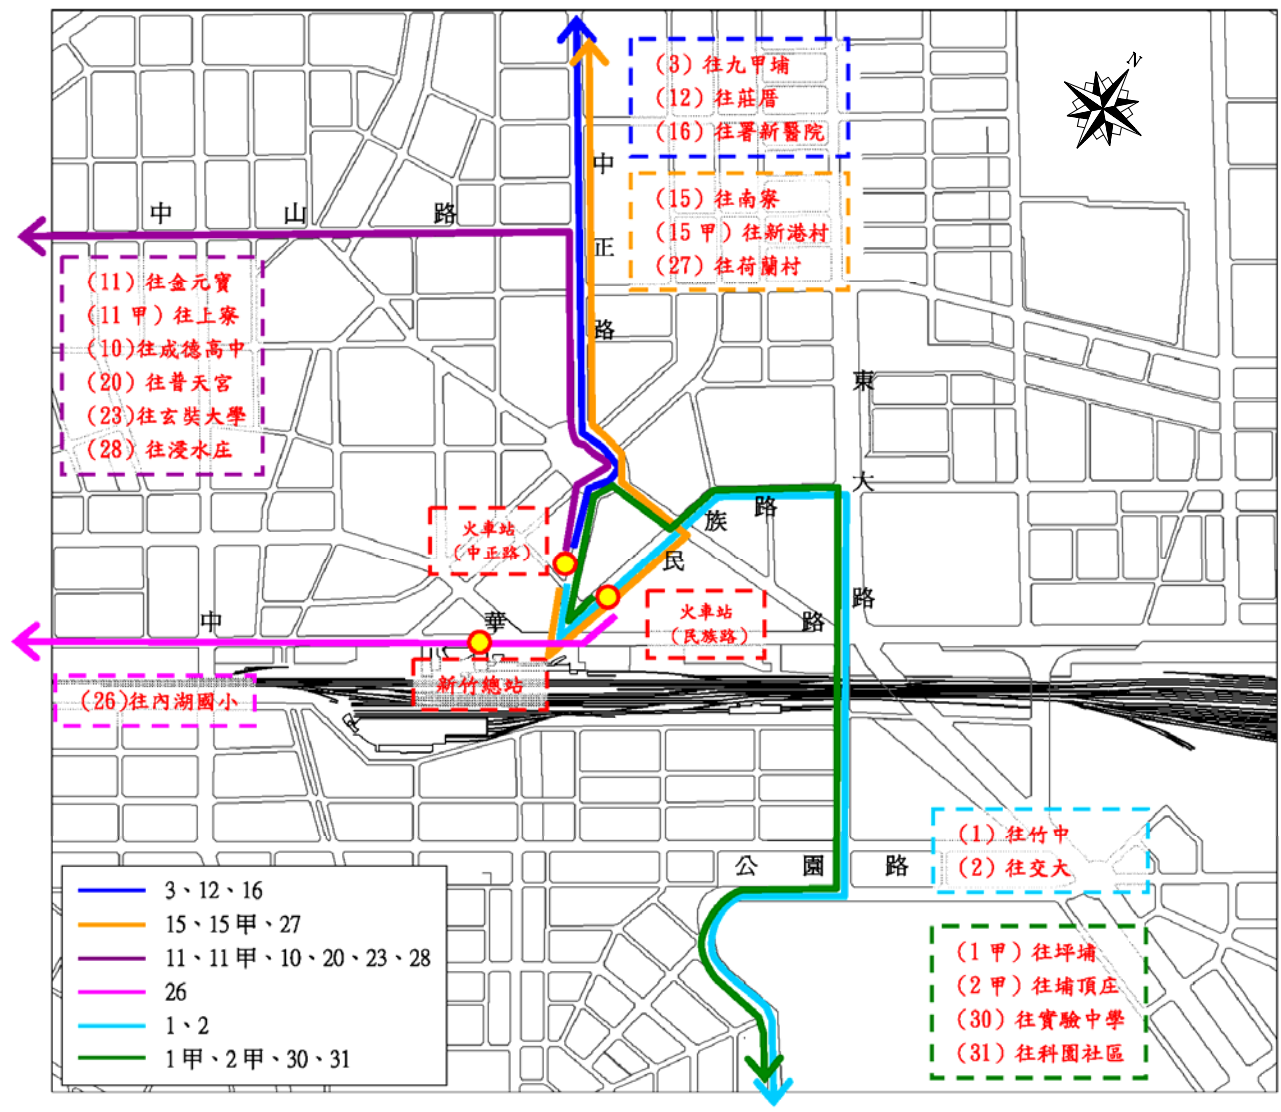 N
(3) 往九甲埔
(12) 往莊厝
(16) 往署新醫院
(15) 往南寮
(15 甲) 往新港村
(27) 往荷蘭村
中
正
路
中 山 路
(11) 往金元寶
(11 甲) 往上寮
(10)往成德高中
(20) 往普天宮
(23)往玄奘大學
(28) 往浸水庄
東
大
路
民
族
路
火車站
(中正路)
火車站
(民族路)
中 華 路
新竹總站
(26)往內湖國小
公 園 路
(1) 往竹中
(2) 往交大
(1 甲) 往坪埔
(2 甲) 往埔頂庄
(30) 往實驗中學
(31) 往科園社區
3、12、16
15、15 甲、27
11、11 甲、10、20、23、28
26
1、2
1 甲、2 甲、30、31